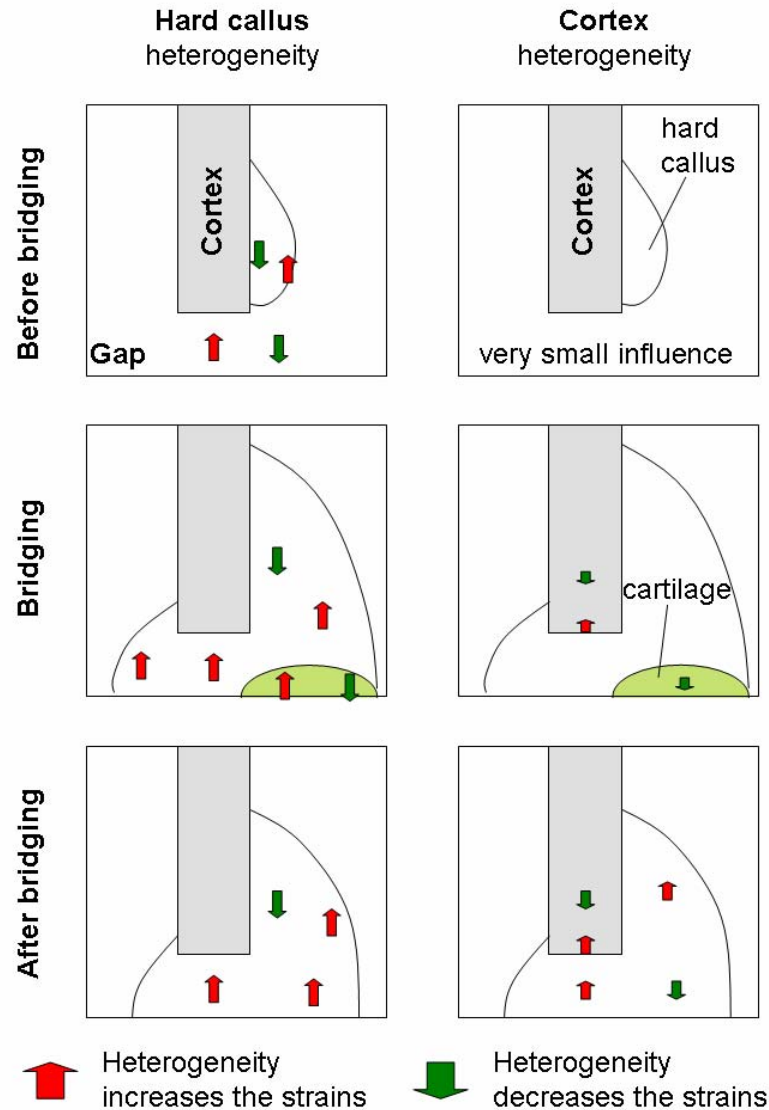 Hard callus
heterogeneity
Cortex
heterogeneity
Before bridging
Cortex
Gap
Cortex
hard
callus
very small influence
Bridging
cartilage
After bridging
Heterogeneity
increases the strains
Heterogeneity
decreases the strains